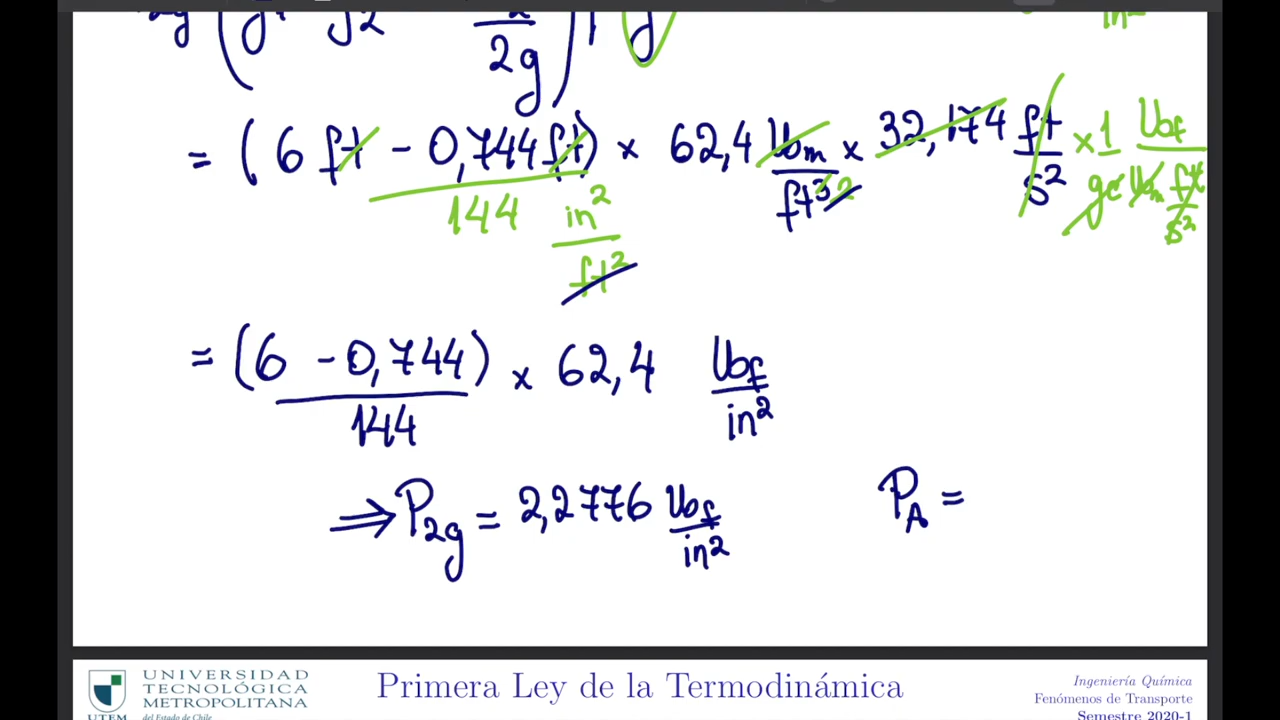 2g
= (6 ft - 0,744 ft) × 62,4 lbm/ft³ 2 × 32,174 ft/s² × 1/gc lbf/(lbm ft/s²)
144 in²/ft²
= (6 - 0,744)/144 × 62,4 lbf/in²
⇒ P2g = 2,2776 lbf/in² PA =
UNIVERSIDAD
TECNOLÓGICA
METROPOLITANA
del Estado de Chile
UTEM
Primera Ley de la Termodinámica
Ingeniería Química
Fenómenos de Transporte
Semestre 2020-1